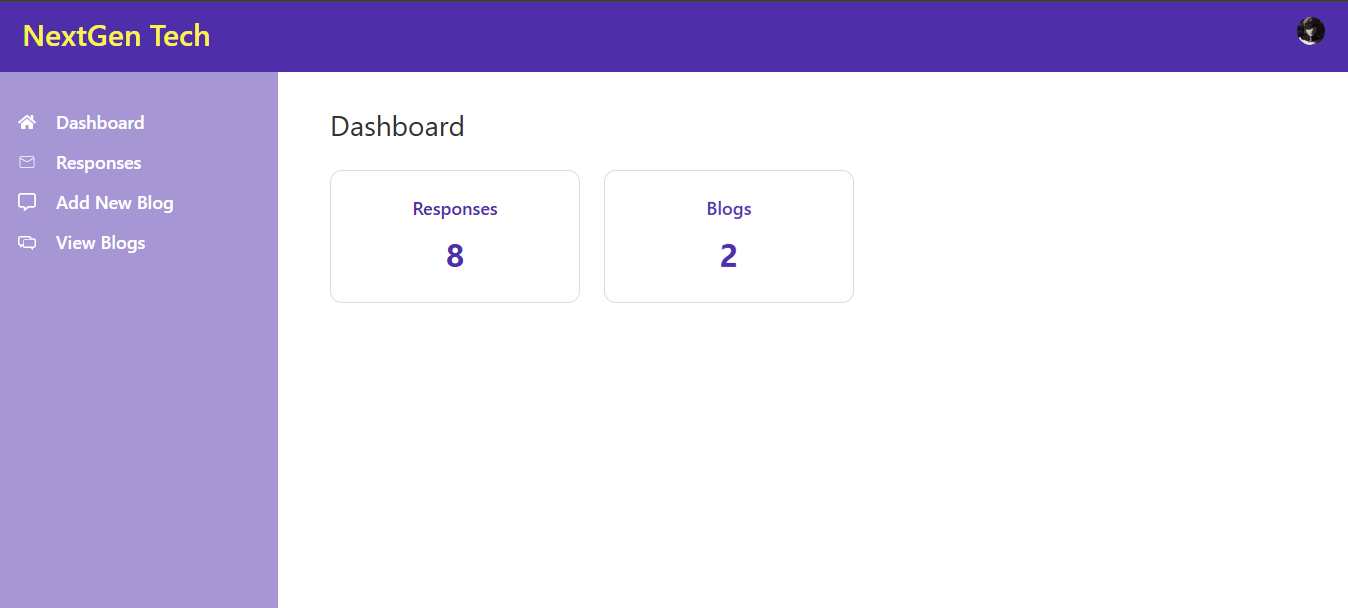 NextGen Tech
Dashboard
Responses
Add New Blog
View Blogs
Dashboard
Responses
8
Blogs
2